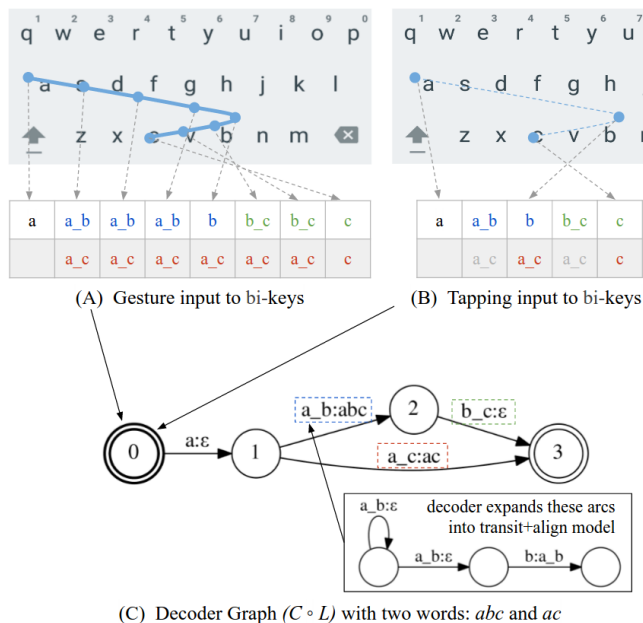 q 1 w 2 e 3 r 4 t 5 y 6 u 7 i 8 o 9 p 0
a s d f g h j k l
z x c v b n m
a a_b a_b a_b b b_c b_c c
a_c a_c a_c a_c a_c a_c c
(A) Gesture input to bi-keys
q 1 w 2 e 3 r 4 t 5 y 6 u 7
a s d f g h
z x c v b n
a a_b b b_c c
a_c a_c a_c c
(B) Tapping input to bi-keys
0 a:ε 1 a_b:abc 2 b_c:ε 3
a_c:ac
decoder expands these arcs
into transit+align model
a_b:ε
a_b:ε b:a_b
(C) Decoder Graph (C ∘ L) with two words: abc and ac